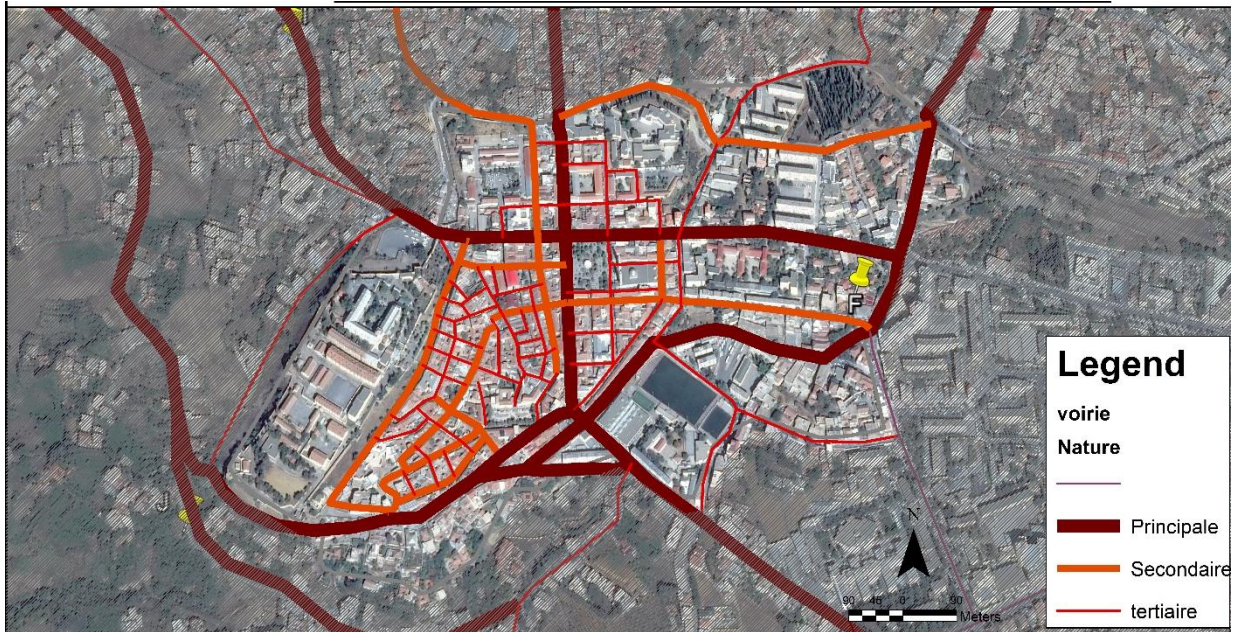 F
Legend
voirie
Nature
Principale
Secondaire
tertiaire
N
90 45 0 90
Meters